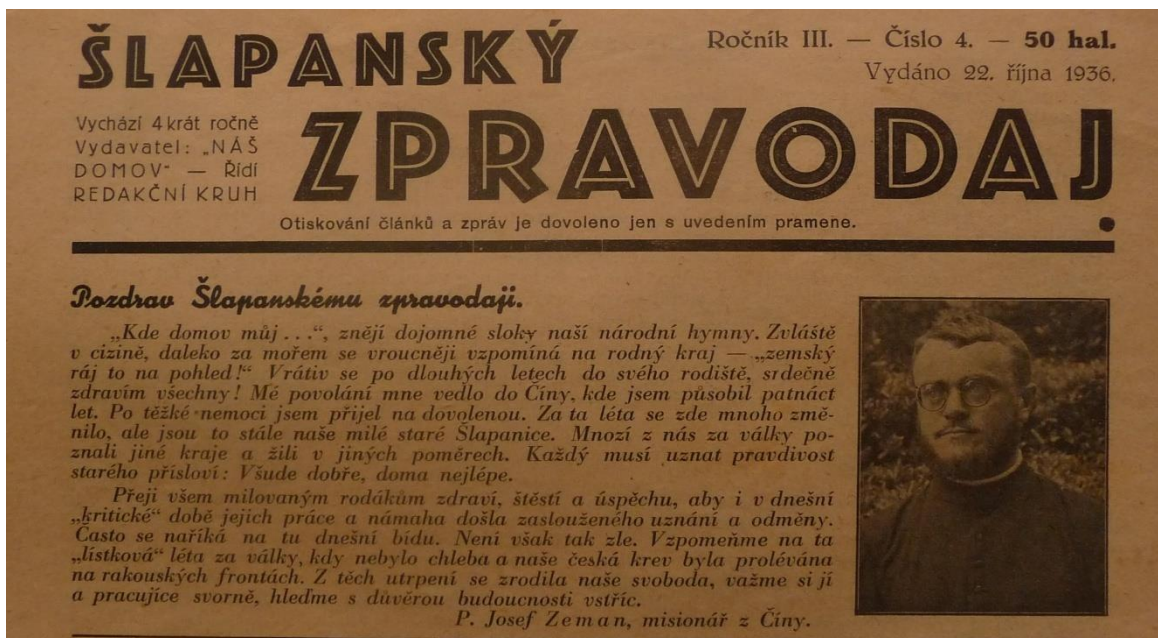 ŠLAPANSKÝ
Ročník III. — Číslo 4. — 50 hal.
Vydáno 22. října 1936.
Vychází 4krát ročně
Vydavatel: „NÁŠ
DOMOV“ — Řídí
REDAKČNÍ KRUH
ZPRAVODAJ.
Otiskování článků a zpráv je dovoleno jen s uvedením pramene.
Pozdrav Šlapanskému zpravodaji.
„Kde domov můj . . .“, znějí dojomné sloky naší národní hymny. Zvláště
v cizině, daleko za mořem se vroucněji vzpomíná na rodný kraj — „zemský
ráj to na pohled!“ Vrátiv se po dlouhých letech do svého rodiště, srdečně
zdravím všechny! Mé povolání mne vedlo do Číny, kde jsem působil patnáct
let. Po těžké nemoci jsem přijel na dovolenou. Za ta léta se zde mnoho změ-
nilo, ale jsou to stále naše milé staré Šlapanice. Mnozí z nás za války po-
znali jiné kraje a žili v jiných poměrech. Každý musí uznat pravdivost
starého přísloví: Všude dobře, doma nejlépe.
Přeji všem milovaným rodákům zdraví, štěstí a úspěchu, aby i v dnešní
„kritické“ době jejich práce a námaha došla zaslouženého uznání a odměny.
Často se naříká na tu dnešní bídu. Není však tak zle. Vzpomeňme na ta
„lístková“ léta za války, kdy nebylo chleba a naše česká krev byla prolévána
na rakouských frontách. Z těch utrpení se zrodila naše svoboda, važme si jí
a pracujíce svorně, hleďme s důvěrou budoucnosti vstříc.
P. Josef Zeman, misionář z Číny.